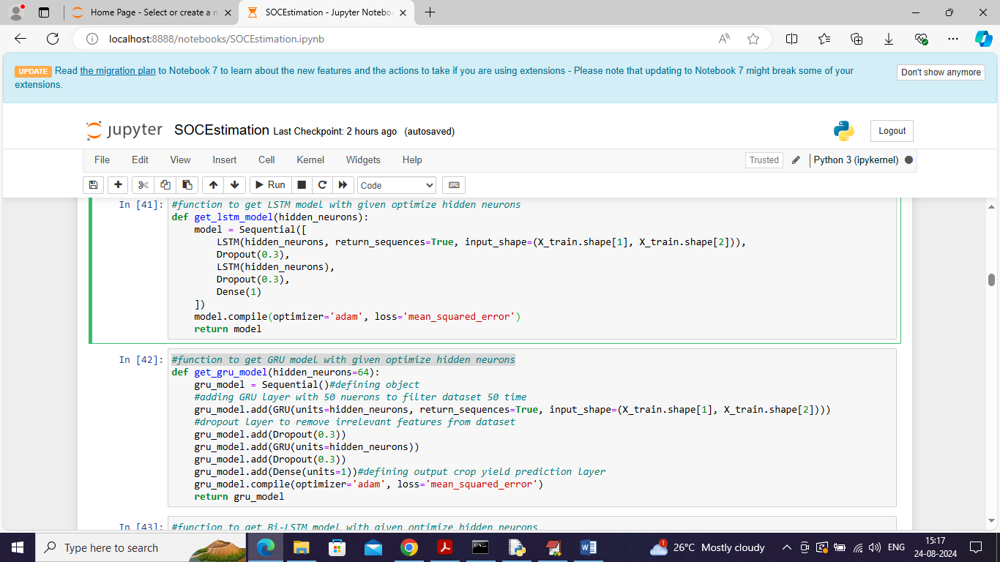 Home Page - Select or create a n
SOCEstimation - Jupyter Noteboo
localhost:8888/notebooks/SOCEstimation.ipynb
UPDATE Read the migration plan to Notebook 7 to learn about the new features and the actions to take if you are using extensions - Please note that updating to Notebook 7 might break some of your
extensions.
Don't show anymore
jupyter SOCEstimation Last Checkpoint: 2 hours ago (autosaved)
Logout
File Edit View Insert Cell Kernel Widgets Help
Trusted Python 3 (ipykernel)
Run Code
In [41]: #function to get LSTM model with given optimize hidden neurons
def get_lstm_model(hidden_neurons):
    model = Sequential([
        LSTM(hidden_neurons, return_sequences=True, input_shape=(X_train.shape[1], X_train.shape[2])),
        Dropout(0.3),
        LSTM(hidden_neurons),
        Dropout(0.3),
        Dense(1)
    ])
    model.compile(optimizer='adam', loss='mean_squared_error')
    return model
In [42]: #function to get GRU model with given optimize hidden neurons
def get_gru_model(hidden_neurons=64):
    gru_model = Sequential()#defining object
    #adding GRU layer with 50 nuerons to filter dataset 50 time
    gru_model.add(GRU(units=hidden_neurons, return_sequences=True, input_shape=(X_train.shape[1], X_train.shape[2])))
    #dropout layer to remove irrelevant features from dataset
    gru_model.add(Dropout(0.3))
    gru_model.add(GRU(units=hidden_neurons))
    gru_model.add(Dropout(0.3))
    gru_model.add(Dense(units=1))#defining output crop yield prediction layer
    gru_model.compile(optimizer='adam', loss='mean_squared_error')
    return gru_model
In [43]: #function to get Bi-LSTM model with given optimize hidden neurons
Type here to search
1
26°C Mostly cloudy
ENG
15:17
24-08-2024